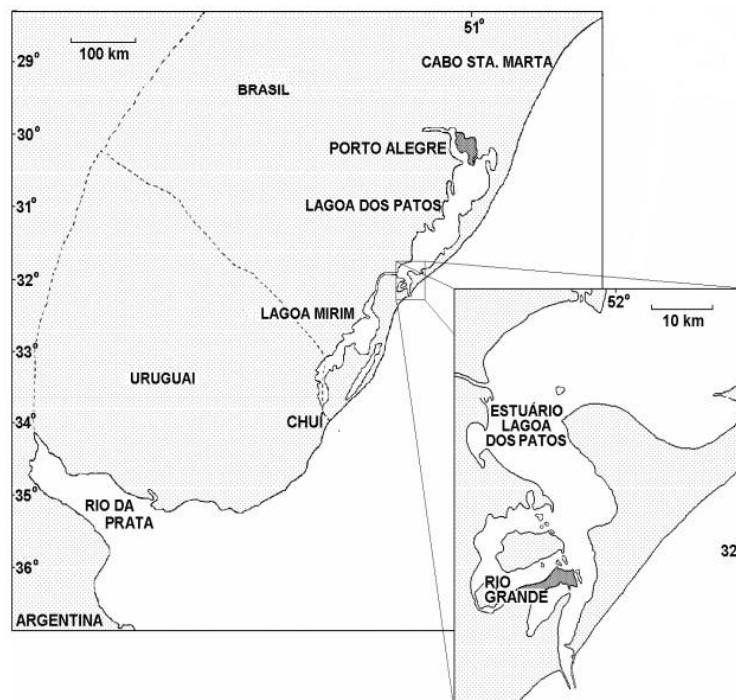 51°
29°
100 km
CABO STA. MARTA
BRASIL
30°
PORTO ALEGRE
31°
LAGOA DOS PATOS
32°
LAGOA MIRIM
33°
URUGUAI
34°
CHUÍ
35°
RIO DA
PRATA
36°
ARGENTINA
52°
10 km
ESTUÁRIO
LAGOA
DOS PATOS
32
RIO
GRANDE